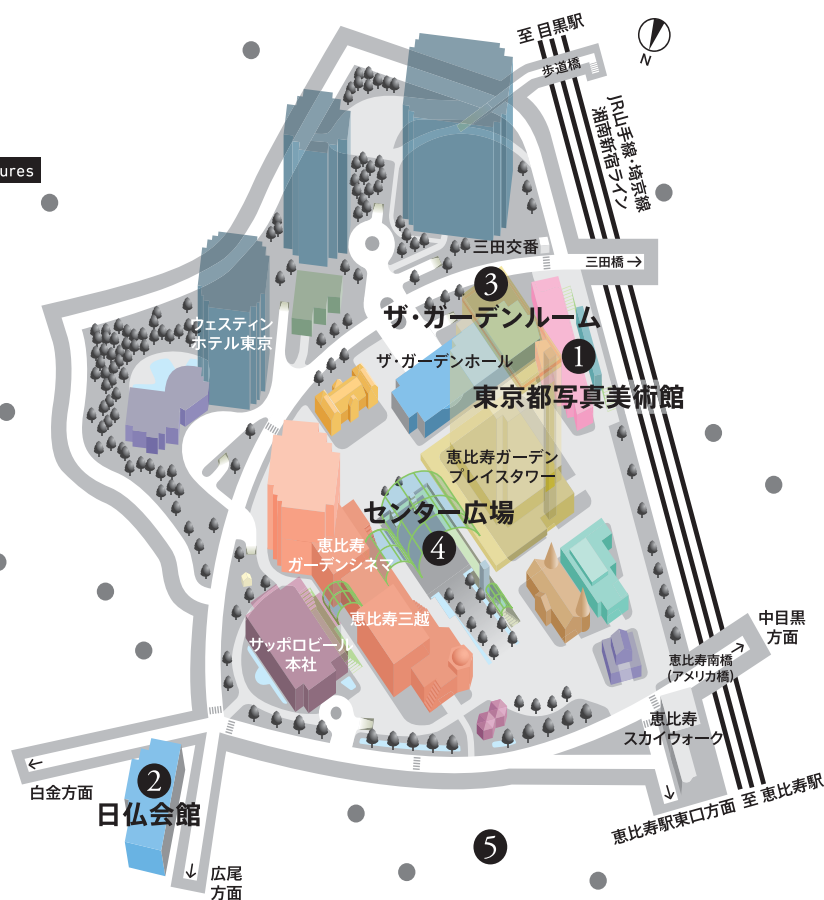 至 目黒駅
N
歩道橋
JR山手線・埼京線
湘南新宿ライン
ures
三田交番
三田橋→
3
ザ・ガーデンルーム
ウェスティン
ホテル東京
ザ・ガーデンホール
1
東京都写真美術館
恵比寿ガーデン
プレイスタワー
センター広場
4
恵比寿
ガーデンシネマ
恵比寿三越
サッポロビール
本社
中目黒
方面
恵比寿南橋
(アメリカ橋)
恵比寿
スカイウォーク
←
白金方面
2
日仏会館
広尾
方面
恵比寿駅東口方面
至 恵比寿駅
5